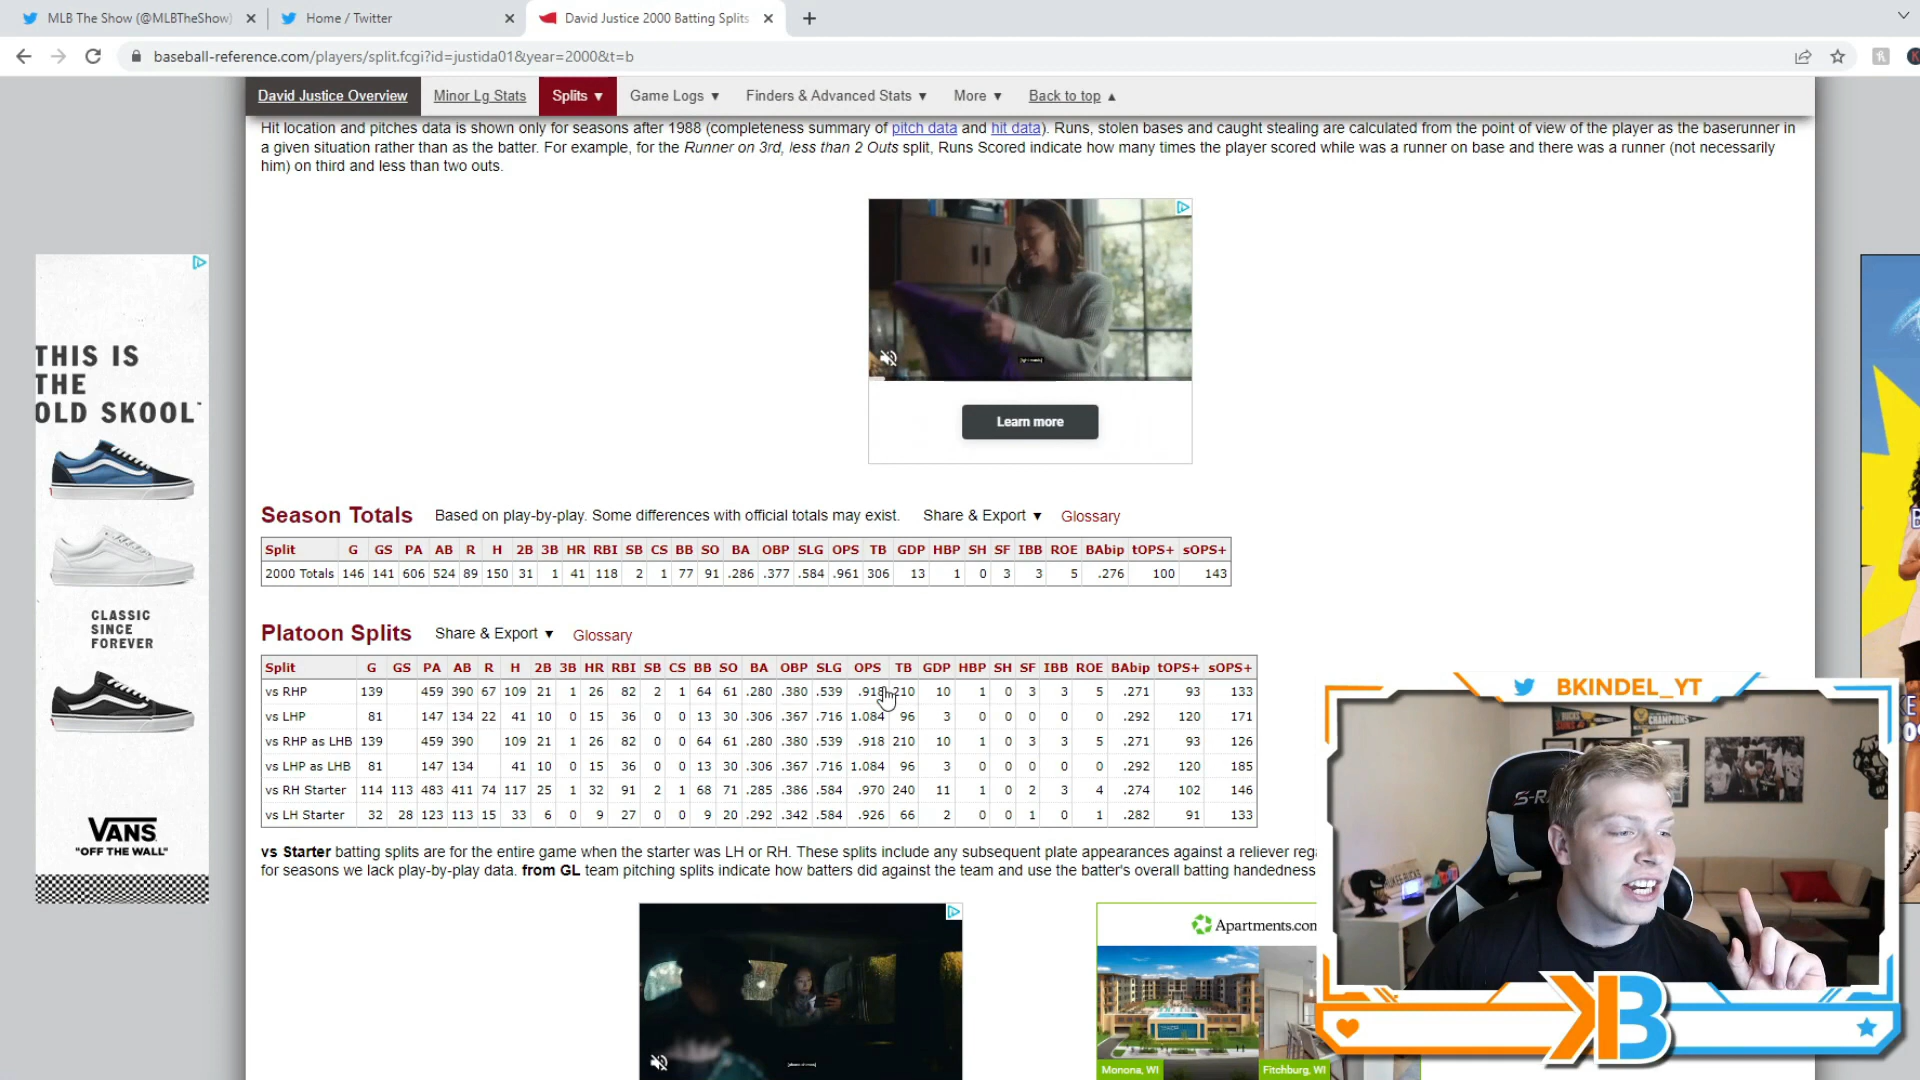 MLB The Show (@MLBTheShow)
Home / Twitter
David Justice 2000 Batting Splits
baseball-reference.com/players/split.fcgi?id=justida01&year=2000&t=b
David Justice Overview Minor Lg Stats Splits ▼ Game Logs ▼ Finders & Advanced Stats ▼ More ▼ Back to top ▲
Hit location and pitches data is shown only for seasons after 1988 (completeness summary of pitch data and hit data). Runs, stolen bases and caught stealing are calculated from the point of view of the player as the baserunner in
a given situation rather than as the batter. For example, for the Runner on 3rd, less than 2 Outs split, Runs Scored indicate how many times the player scored while was a runner on base and there was a runner (not necessarily
him) on third and less than two outs.
Learn more
THIS IS
THE
OLD SKOOL™
CLASSIC
SINCE
FOREVER
VANS
"OFF THE WALL"
Season Totals Based on play-by-play. Some differences with official totals may exist. Share & Export ▼ Glossary
Split G GS PA AB R H 2B 3B HR RBI SB CS BB SO BA OBP SLG OPS TB GDP HBP SH SF IBB ROE BAbip tOPS+ sOPS+
2000 Totals 146 141 606 524 89 150 31 1 41 118 2 1 77 91 .286 .377 .584 .961 306 13 1 0 3 3 5 .276 100 143
Platoon Splits Share & Export ▼ Glossary
Split G GS PA AB R H 2B 3B HR RBI SB CS BB SO BA OBP SLG OPS TB GDP HBP SH SF IBB ROE BAbip tOPS+ sOPS+
vs RHP 139 459 390 67 109 21 1 26 82 2 1 64 61 .280 .380 .539 .918 210 10 1 0 3 3 5 .271 93 133
vs LHP 81 147 134 22 41 10 0 15 36 0 0 13 30 .306 .367 .716 1.084 96 3 0 0 0 0 0 .292 120 171
vs RHP as LHB 139 459 390 109 21 1 26 82 0 0 64 61 .280 .380 .539 .918 210 10 1 0 3 3 5 .271 93 126
vs LHP as LHB 81 147 134 41 10 0 15 36 0 0 13 30 .306 .367 .716 1.084 96 3 0 0 0 0 0 .292 120 185
vs RH Starter 114 113 483 411 74 117 25 1 32 91 2 1 68 71 .285 .386 .584 .970 240 11 1 0 2 3 4 .274 102 146
vs LH Starter 32 28 123 113 15 33 6 0 9 27 0 0 9 20 .292 .342 .584 .926 66 2 0 0 1 0 1 .282 91 133
vs Starter batting splits are for the entire game when the starter was LH or RH. These splits include any subsequent plate appearances against a reliever reg
for seasons we lack play-by-play data. from GL team pitching splits indicate how batters did against the team and use the batter's overall batting handedness
Apartments.com
Monona, WI
Fitchburg, WI
BKINDEL_YT
KB